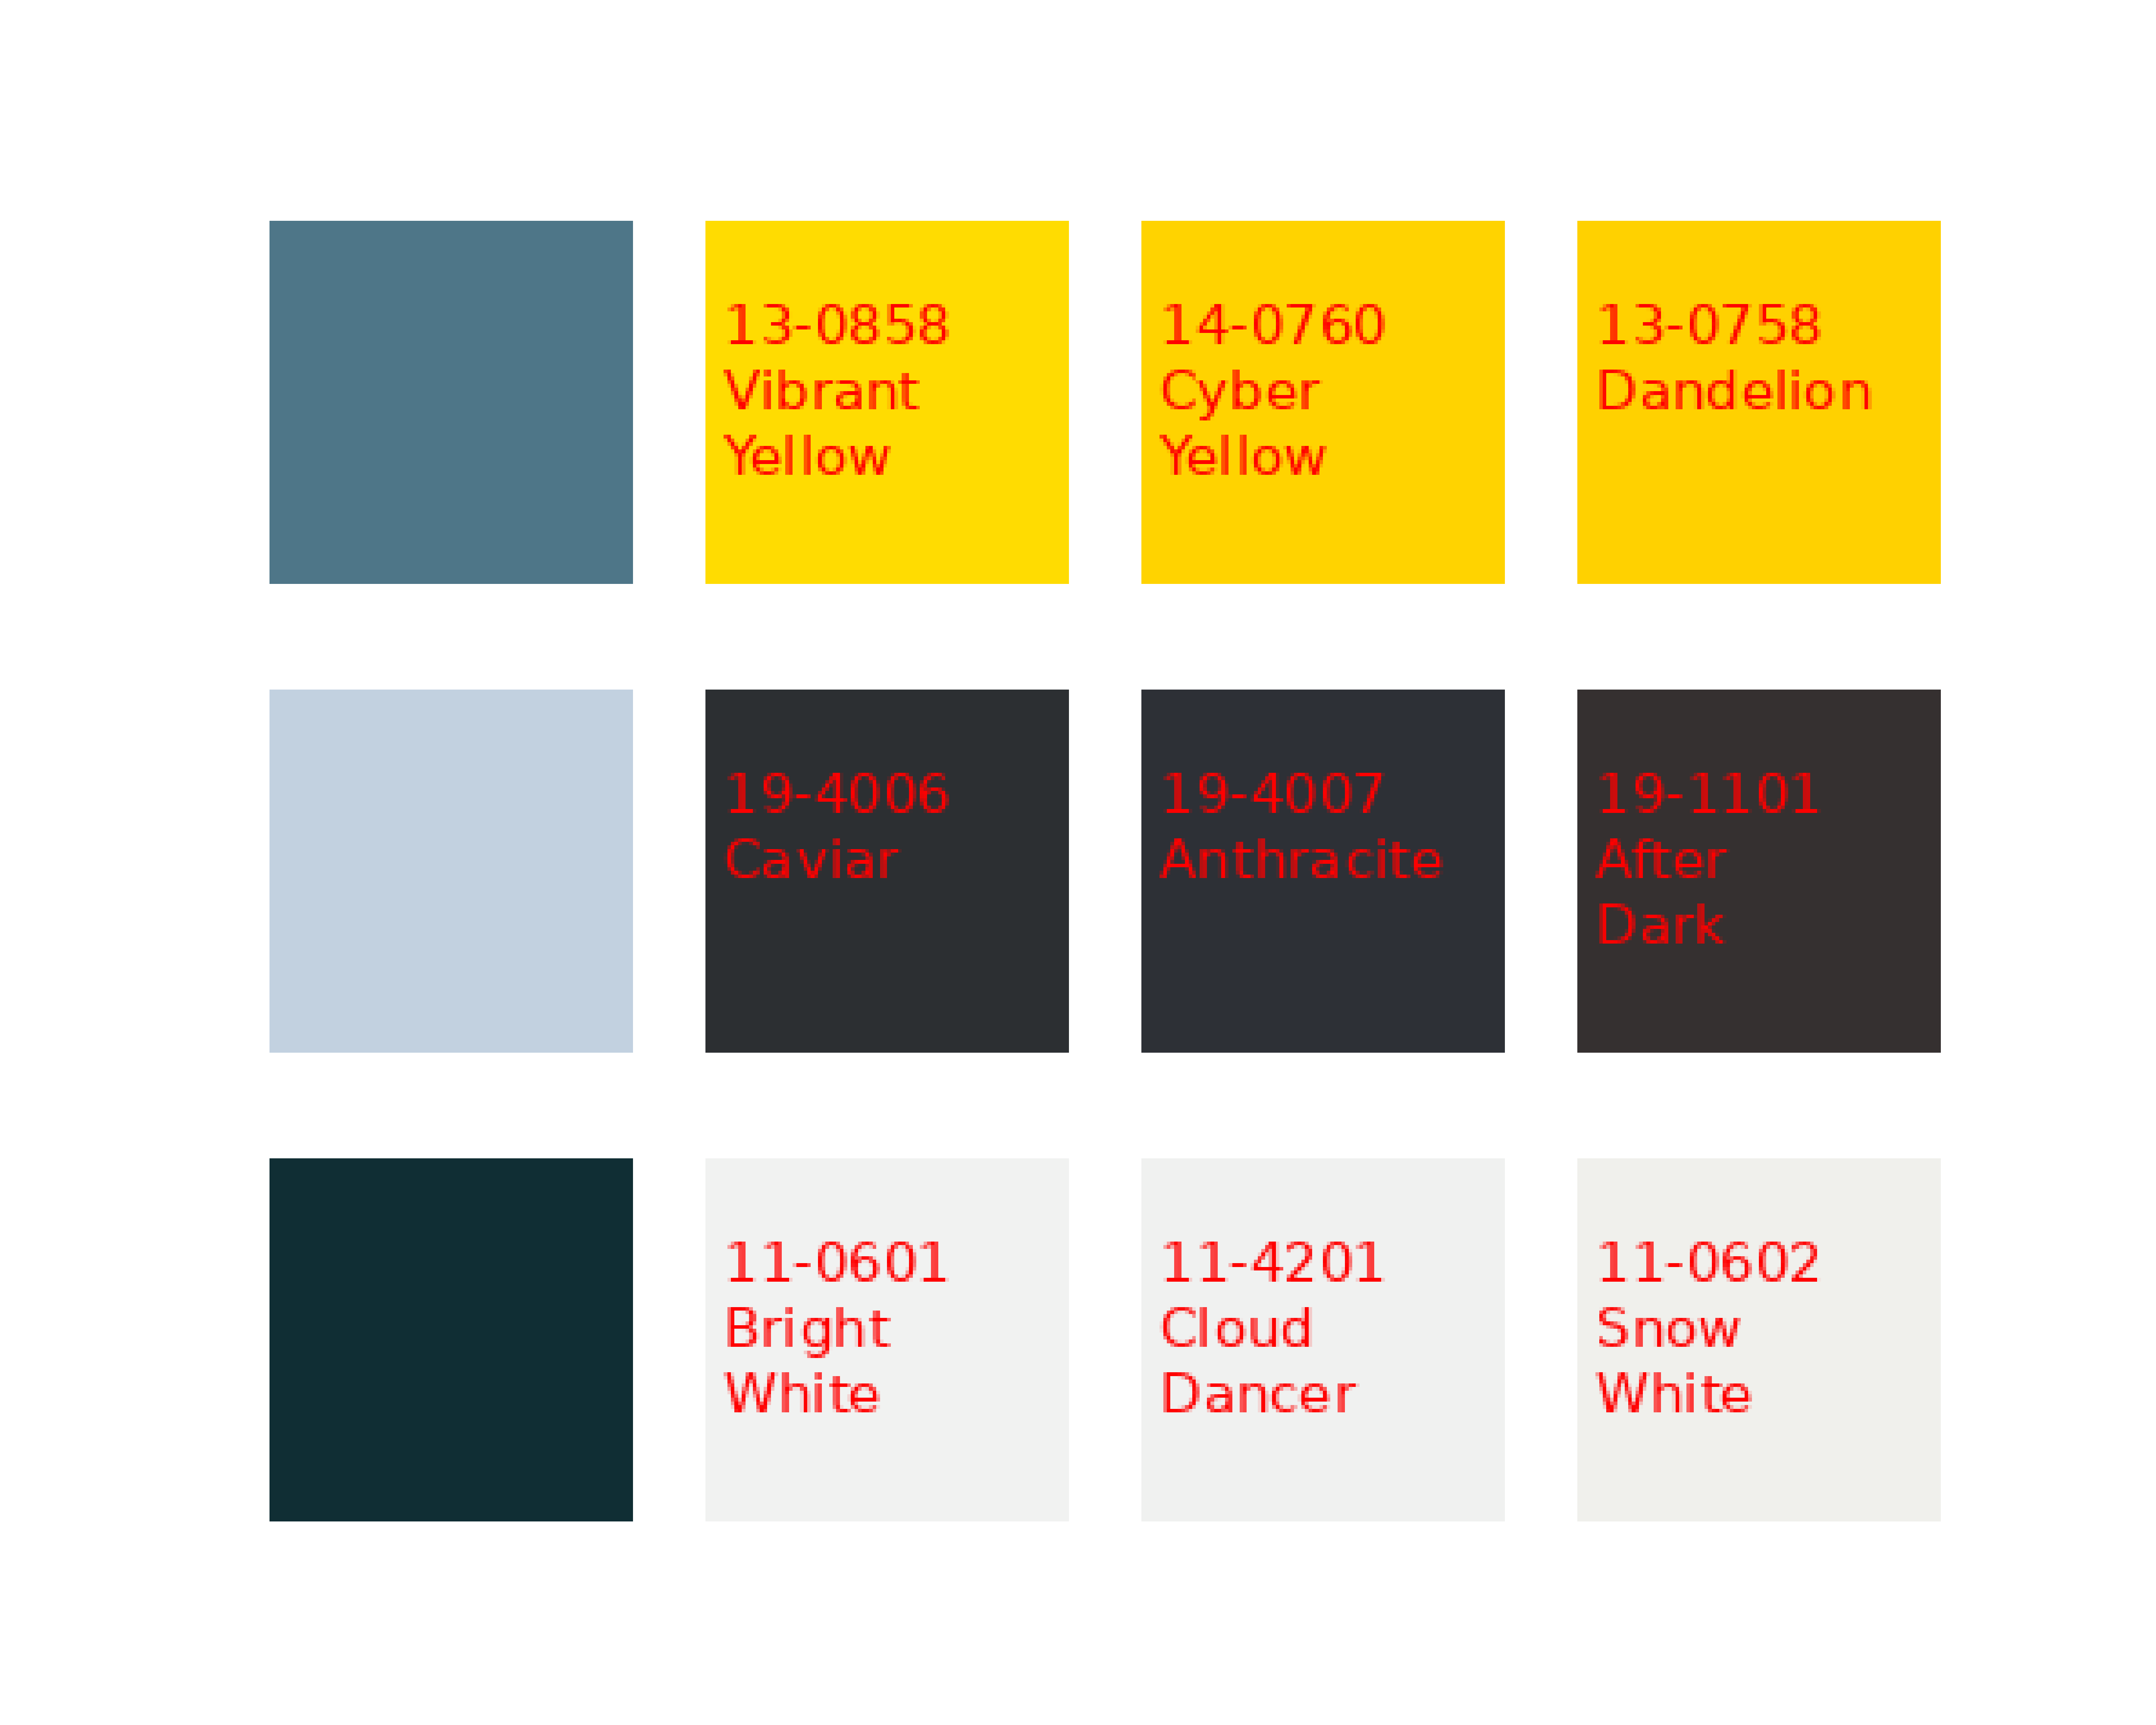 13-0858
Vibrant
Yellow
14-0760
Cyber
Yellow
13-0758
Dandelion
19-4006
Caviar
19-4007
Anthracite
19-1101
After
Dark
11-0601
Bright
White
11-4201
Cloud
Dancer
11-0602
Snow
White